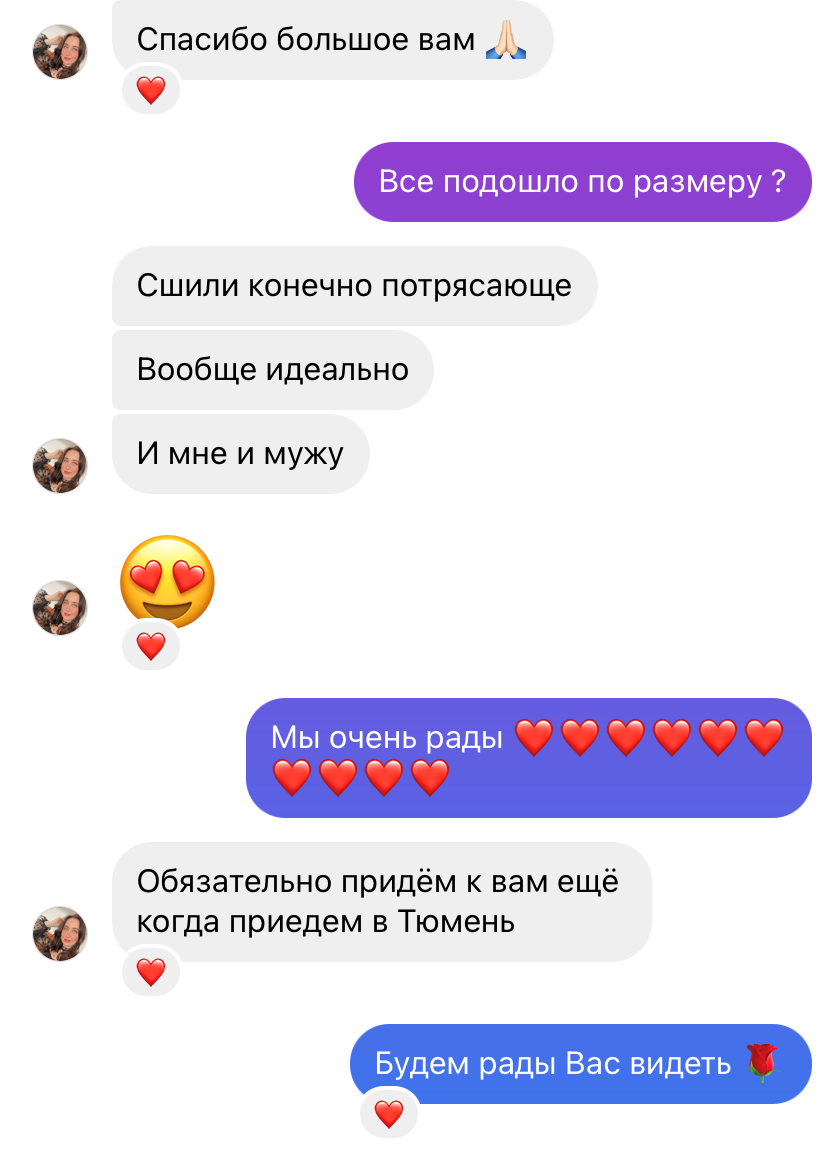 Спасибо большое вам 🙏🏻
❤️
Все подошло по размеру ?
Сшили конечно потрясающе
Вообще идеально
И мне и мужу
😍
❤️
Мы очень рады ❤️❤️❤️❤️❤️❤️
❤️❤️❤️❤️
Обязательно придём к вам ещё
когда приедем в Тюмень
❤️
Будем рады Вас видеть 🌹
❤️